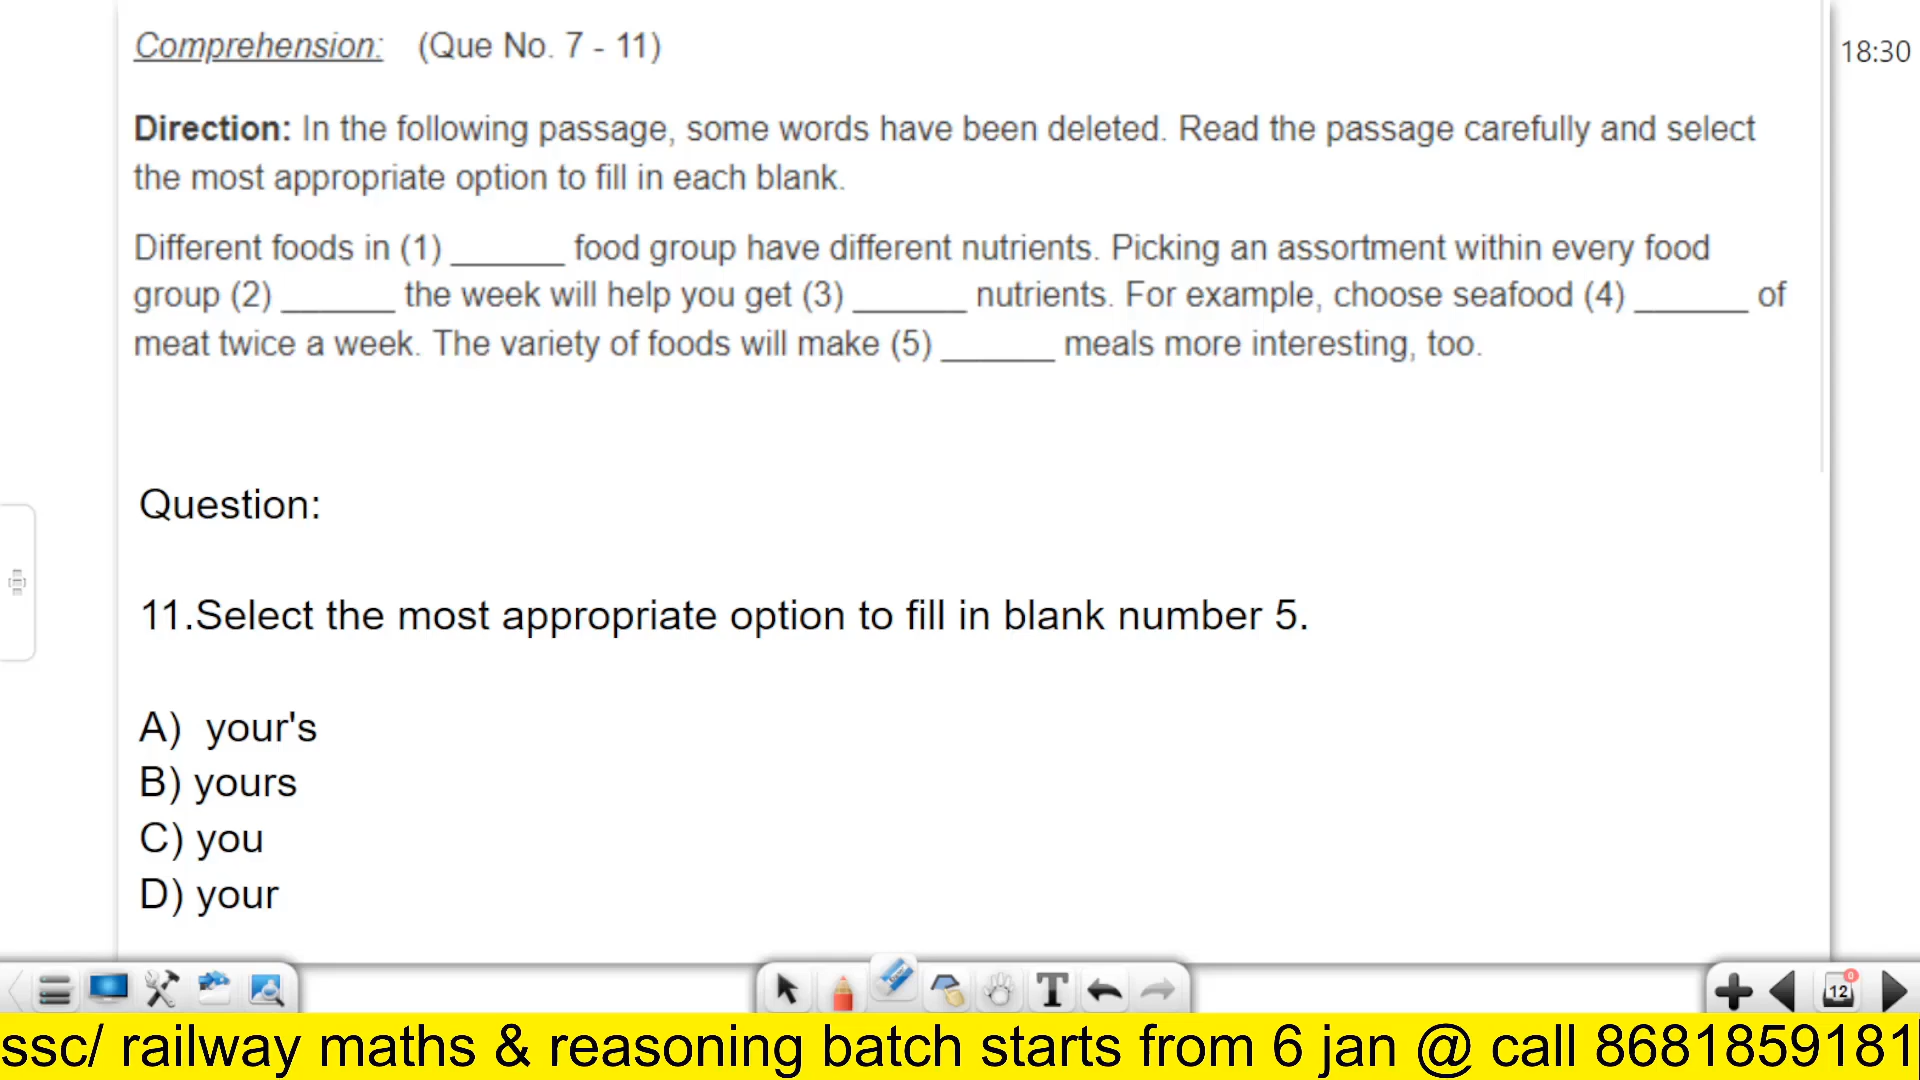 Comprehension: (Que No. 7 - 11)
18:30
Direction: In the following passage, some words have been deleted. Read the passage carefully and select
the most appropriate option to fill in each blank.
Different foods in (1) ______ food group have different nutrients. Picking an assortment within every food
group (2) ______ the week will help you get (3) ______ nutrients. For example, choose seafood (4) ______ of
meat twice a week. The variety of foods will make (5) ______ meals more interesting, too.
Question:
11.Select the most appropriate option to fill in blank number 5.
A) your's
B) yours
C) you
D) your
T
12
0
ssc/ railway maths & reasoning batch starts from 6 jan @ call 8681859181